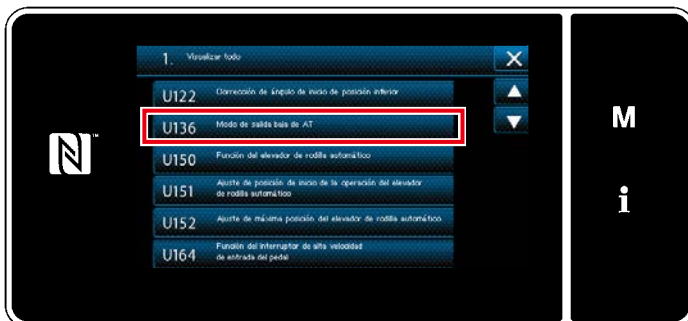 1. Visualizar todo
U122 Corrección de ángulo de inicio de posición inferior
U136 Modo de salida baja de AT
U150 Función del elevador de rodilla automático
U151 Ajuste de posición de inicio de la operación del elevador
de rodilla automático
U152 Ajuste de máxima posición del elevador de rodilla automático
U164 Función del interruptor de alta velocidad
de entrada del pedal
M
i
N